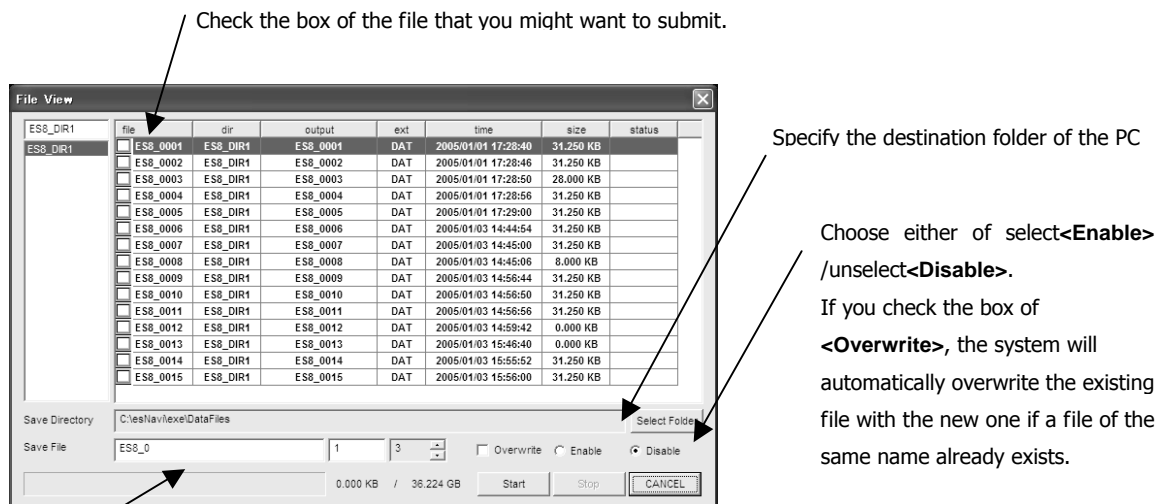 Check the box of the file that you might want to submit.
File View
ES8_DIR1
ES8_DIR1
file dir output ext time size status
ES8_0001 ES8_DIR1 ES8_0001 DAT 2005/01/01 17:28:40 31.250 KB
ES8_0002 ES8_DIR1 ES8_0002 DAT 2005/01/01 17:28:46 31.250 KB
ES8_0003 ES8_DIR1 ES8_0003 DAT 2005/01/01 17:28:50 28.000 KB
ES8_0004 ES8_DIR1 ES8_0004 DAT 2005/01/01 17:28:56 31.250 KB
ES8_0005 ES8_DIR1 ES8_0005 DAT 2005/01/01 17:29:00 31.250 KB
ES8_0006 ES8_DIR1 ES8_0006 DAT 2005/01/03 14:44:54 31.250 KB
ES8_0007 ES8_DIR1 ES8_0007 DAT 2005/01/03 14:45:00 31.250 KB
ES8_0008 ES8_DIR1 ES8_0008 DAT 2005/01/03 14:45:06 8.000 KB
ES8_0009 ES8_DIR1 ES8_0009 DAT 2005/01/03 14:56:44 31.250 KB
ES8_0010 ES8_DIR1 ES8_0010 DAT 2005/01/03 14:56:50 31.250 KB
ES8_0011 ES8_DIR1 ES8_0011 DAT 2005/01/03 14:56:56 31.250 KB
ES8_0012 ES8_DIR1 ES8_0012 DAT 2005/01/03 14:59:42 0.000 KB
ES8_0013 ES8_DIR1 ES8_0013 DAT 2005/01/03 15:46:40 0.000 KB
ES8_0014 ES8_DIR1 ES8_0014 DAT 2005/01/03 15:55:52 31.250 KB
ES8_0015 ES8_DIR1 ES8_0015 DAT 2005/01/03 15:56:00 31.250 KB
Save Directory C:\esNavi\exe\DataFiles Select Folder
Save File ES8_0 1 3 Overwrite Enable Disable
0.000 KB / 36.224 GB Start Stop CANCEL
Specify the destination folder of the PC
Choose either of select<Enable>
/unselect<Disable>.
If you check the box of
<Overwrite>, the system will
automatically overwrite the existing
file with the new one if a file of the
same name already exists.